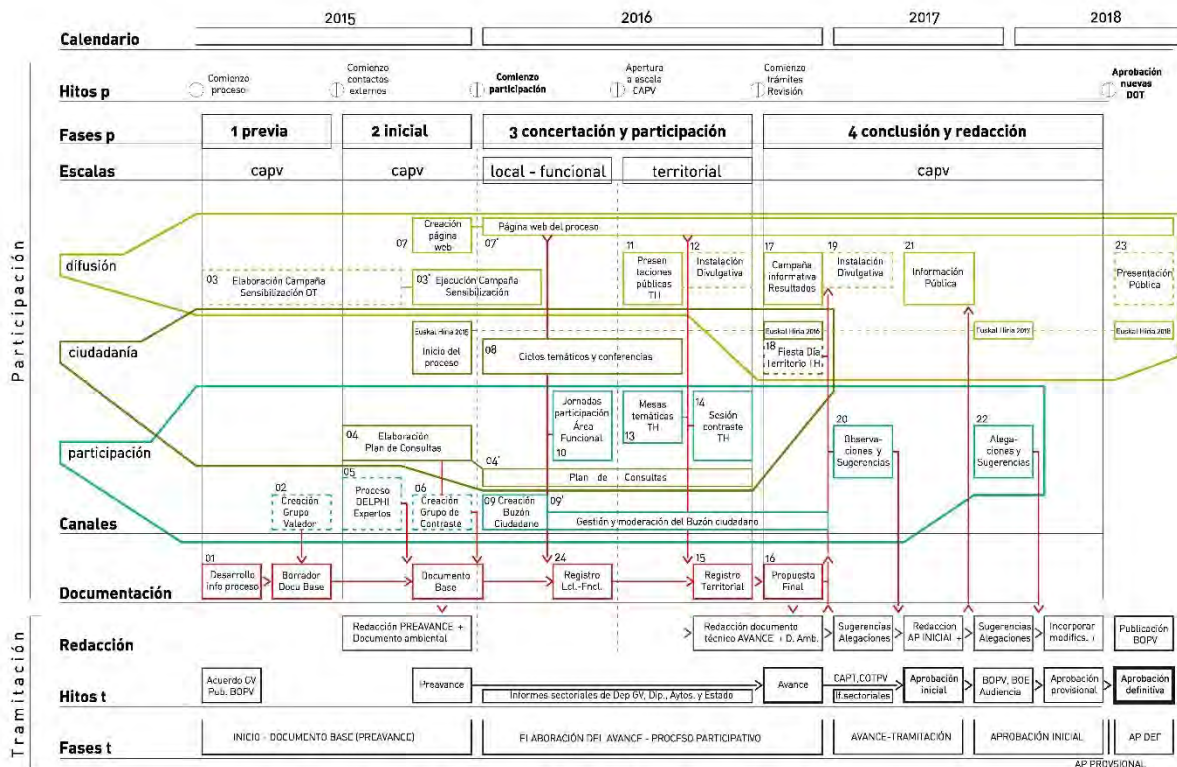 2015
2016
2017
2018
Calendario
Participación
Hitos p
Comienzo
proceso
Comienzo
contactos
externos
Comienzo
participación
Apertura
a escala
CAPV
Comienzo
trámites
Revisión
Aprobación
nuevas
DOT
Fases p
1 previa
2 inicial
3 concertación y participación
4 conclusión y redacción
Escalas
capv
capv
local - funcional
territorial
capv
difusión
07
Creación
página
web
07'
Página web del proceso
03
Elaboración Campaña
Sensibilización OT
03'
Ejecución Campaña
Sensibilización
11
Presen
taciones
públicas
TH
12
Instalación
Divulgativa
17
Campaña
informativa
Resultados
19
Instalación
Divulgativa
21
Información
Pública
23
Presentación
Pública
ciudadanía
Euskal Hiria 2015
Inicio del
proceso
08
Ciclos temáticos y conferencias
Euskal Hiria 2016
18
Fiesta Día
Territorio TH
Euskal Hiria 2017
Euskal Hiria 2018
participación
04
Elaboración
Plan de Consultas
04'
Plan de Consultas
Jornadas
participación
Área
Funcional
10
Mesas
temáticas
TH
13
14
Sesión
contraste
TH
20
Observa
ciones y
Sugerencias
22
Alega
ciones y
Sugerencias
Canales
02
Creación
Grupo
Valedor
05
Proceso
DELPHI
Expertos
06
Creación
Grupo de
Contraste
09
Creación
Buzón
Ciudadano
09'
Gestión y moderación del Buzón ciudadano
Documentación
01
Desarrollo
info proceso
Borrador
Docu Base
Documento
Base
24
Registro
Lcl.-Fncl.
15
Registro
Territorial
16
Propuesta
Final
Tramitación
Redacción
Redacción PREAVANCE +
Documento ambiental
Redacción documento
técnico AVANCE + D. Amb.
Sugerencias
Alegaciones
Redaccion
AP INICIAL +
Sugerencias
Alegaciones
Incorporar
modifics. +
Publicación
BOPV
Hitos t
Acuerdo GV
Pub. BOPV
Preavance
Informes sectoriales de Dep GV, Dip., Aytos. y Estado
Avance
CAPT,COTPV
If.sectoriales
Aprobación
inicial
BOPV, BOE
Audiencia
Aprobación
provisional
Aprobación
definitiva
Fases t
INICIO - DOCUMENTO BASE (PREAVANCE)
ELABORACIÓN DEL AVANCE - PROCESO PARTICIPATIVO
AVANCE-TRAMITACIÓN
APROBACIÓN INICIAL
AP DEF
AP PROVSIONAL